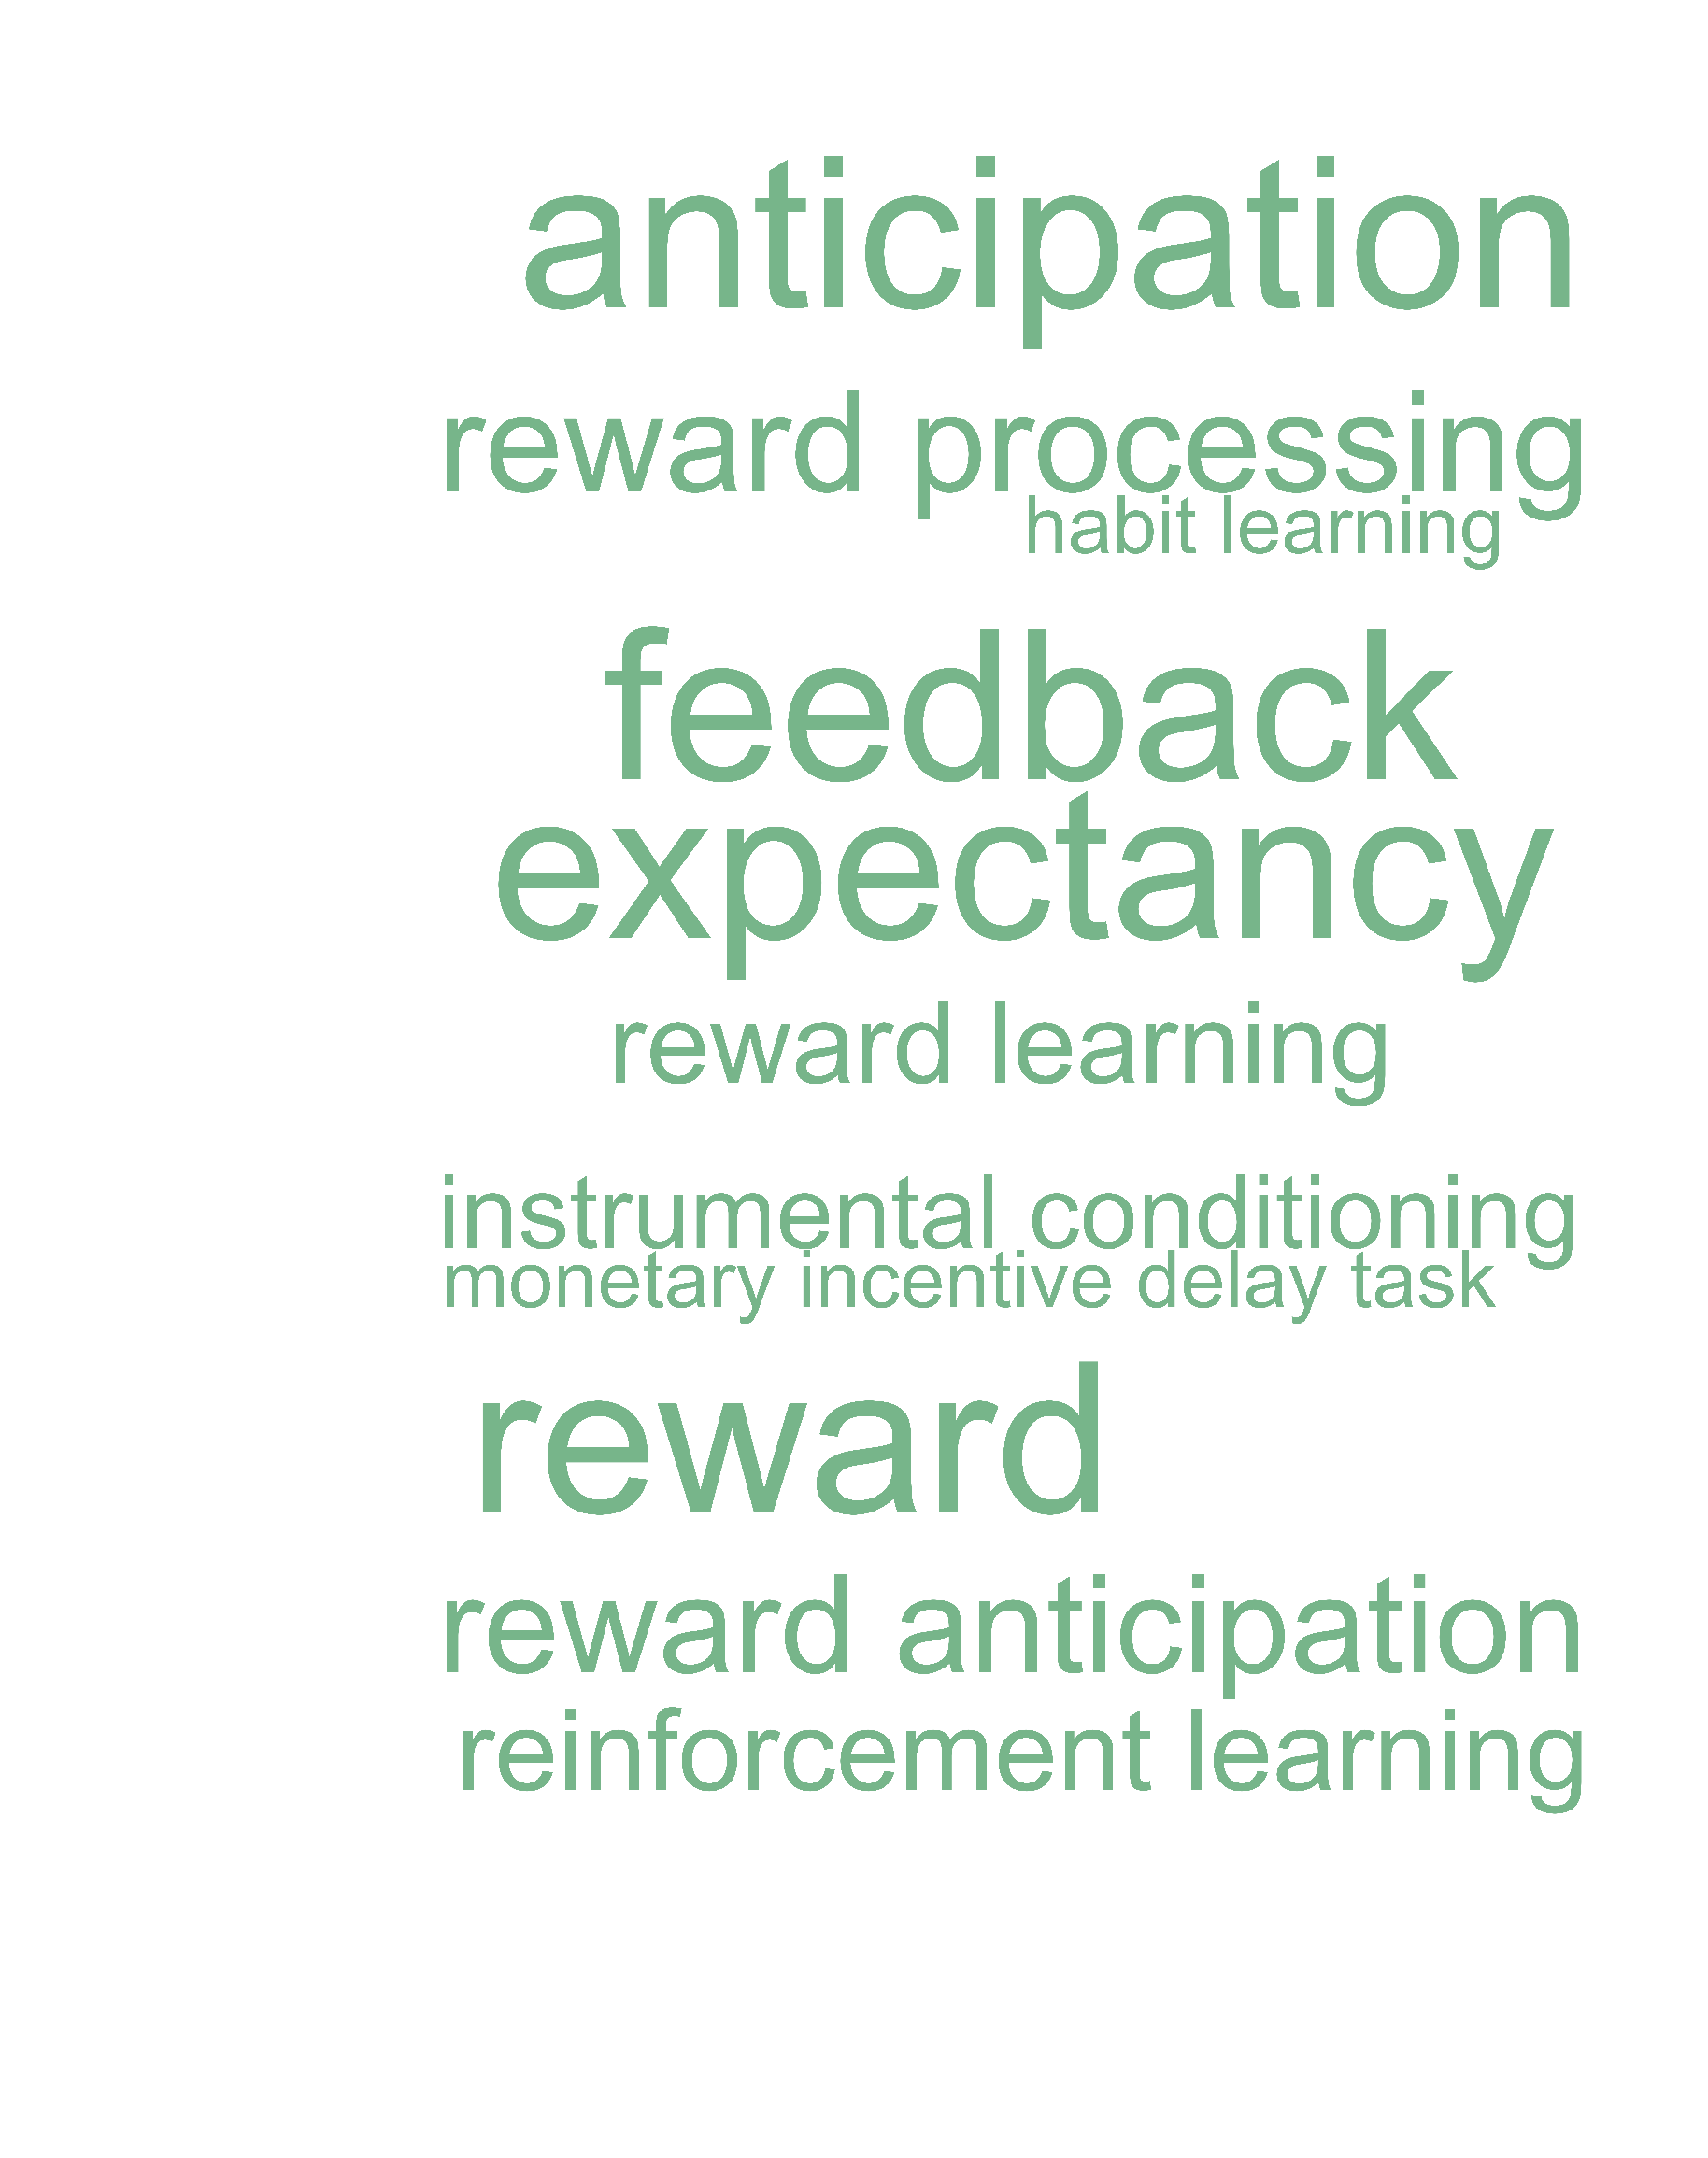 anticipation
reward processing
habit learning
feedback
expectancy
reward learning
instrumental conditioning
monetary incentive delay task
reward
reward anticipation
reinforcement learning